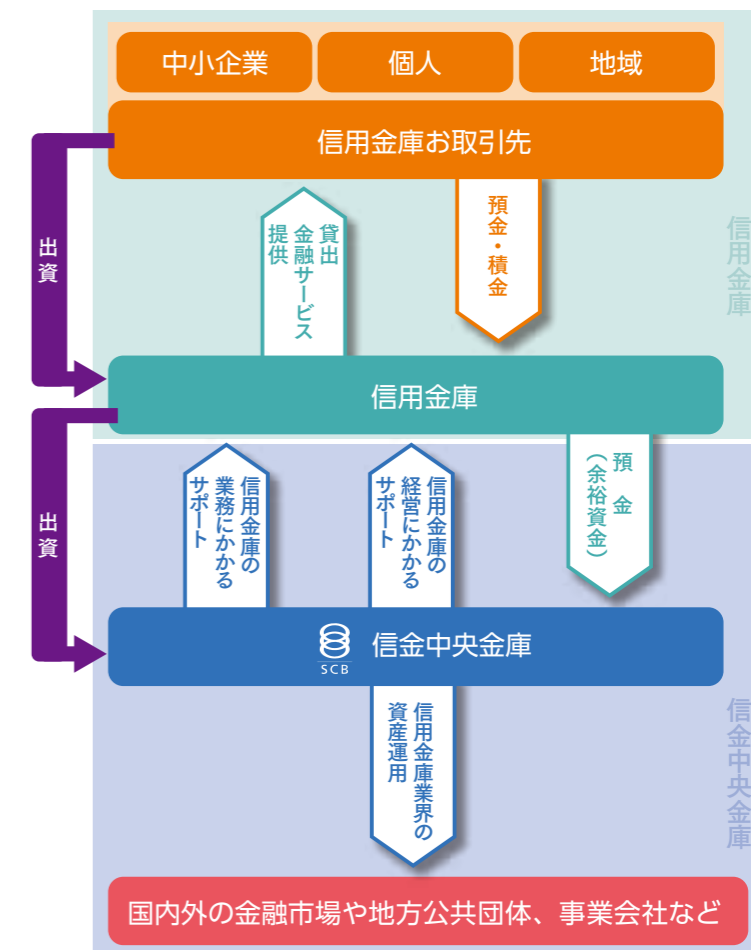 中小企業
個人
地域
信用金庫お取引先
出資
貸出
金融サービス
提供
預金・積金
信用金庫
信用金庫
出資
信用金庫の
業務にかかる
サポート
信用金庫の
経営にかかる
サポート
預金
（余裕資金）
SCB
信金中央金庫
信用金庫業界の
資産運用
信金中央金庫
国内外の金融市場や地方公共団体、事業会社など